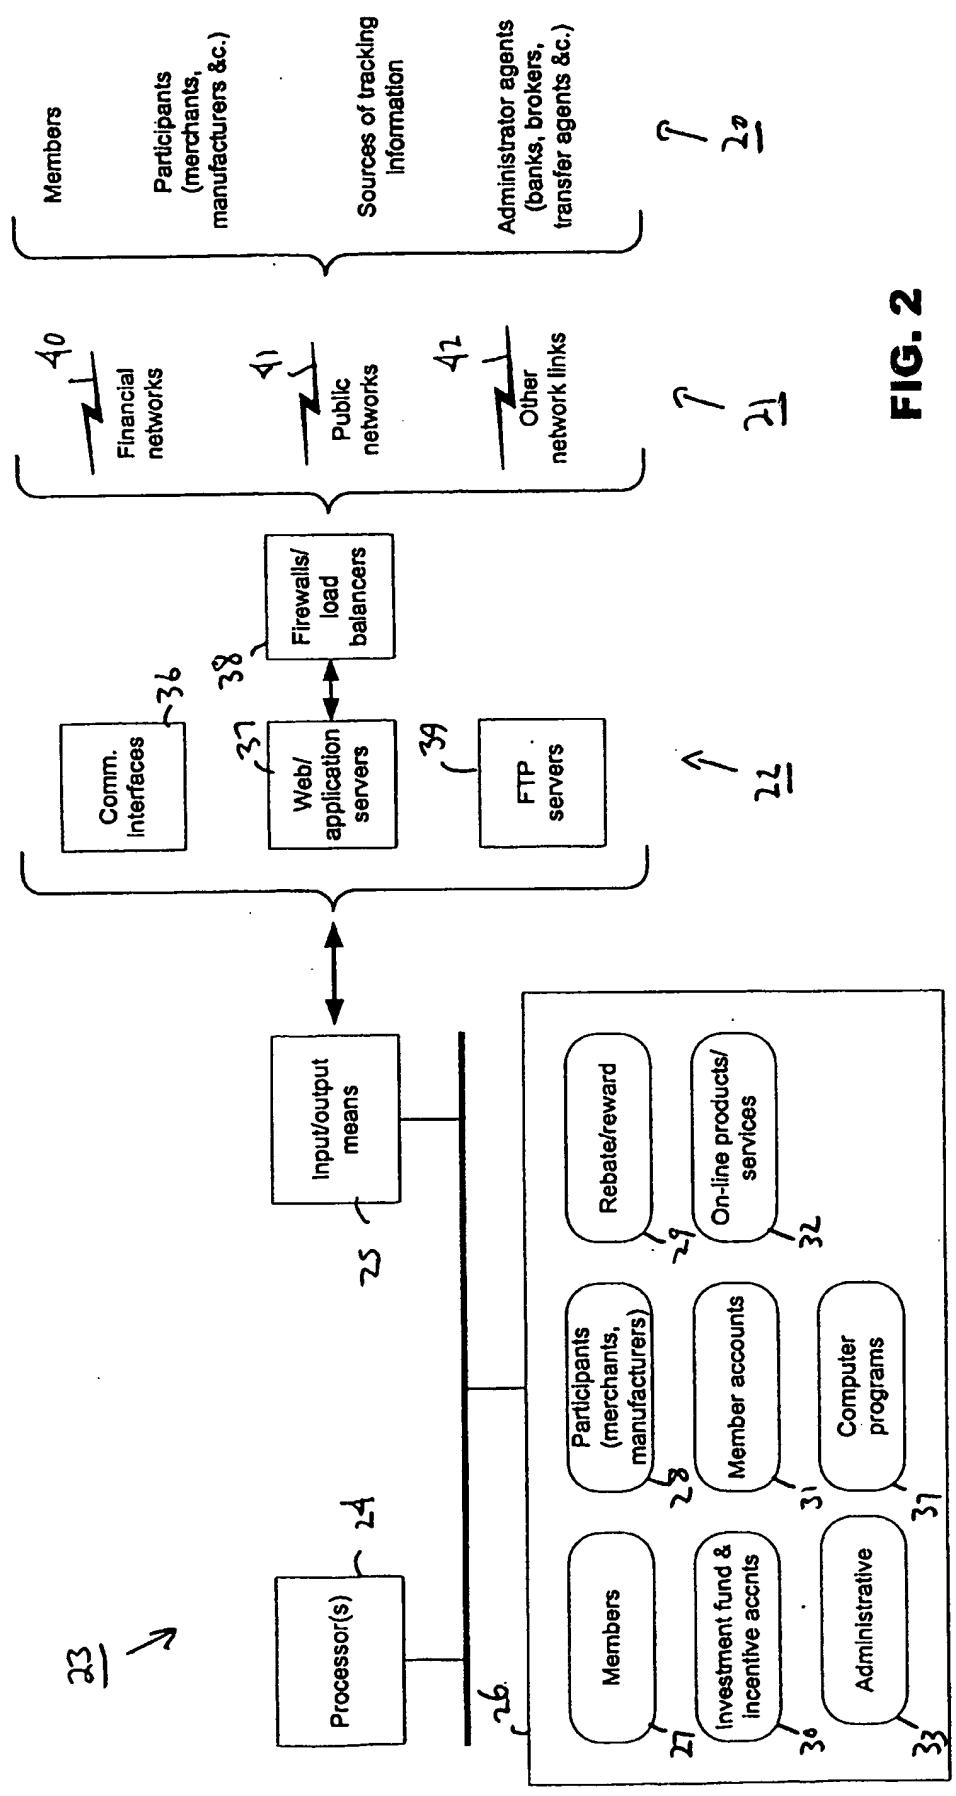 23
Processor(s)
24
Input/output
means
25
26
Members
27
Participants
(merchants,
manufacturers)
28
Rebate/reward
29
Investment fund &
incentive accnts
30
Member accounts
31
On-line products/
services
32
Administrative
33
Computer
programs
37
Comm.
Interfaces
36
Web/
application
servers
37
FTP
servers
39
22
Firewalls/
load
balancers
38
Financial
networks
40
Public
networks
41
Other
network links
42
21
Members
Participants
(merchants,
manufacturers &c.)
Sources of tracking
Information
Administrator agents
(banks, brokers,
transfer agents &c.)
20
FIG. 2